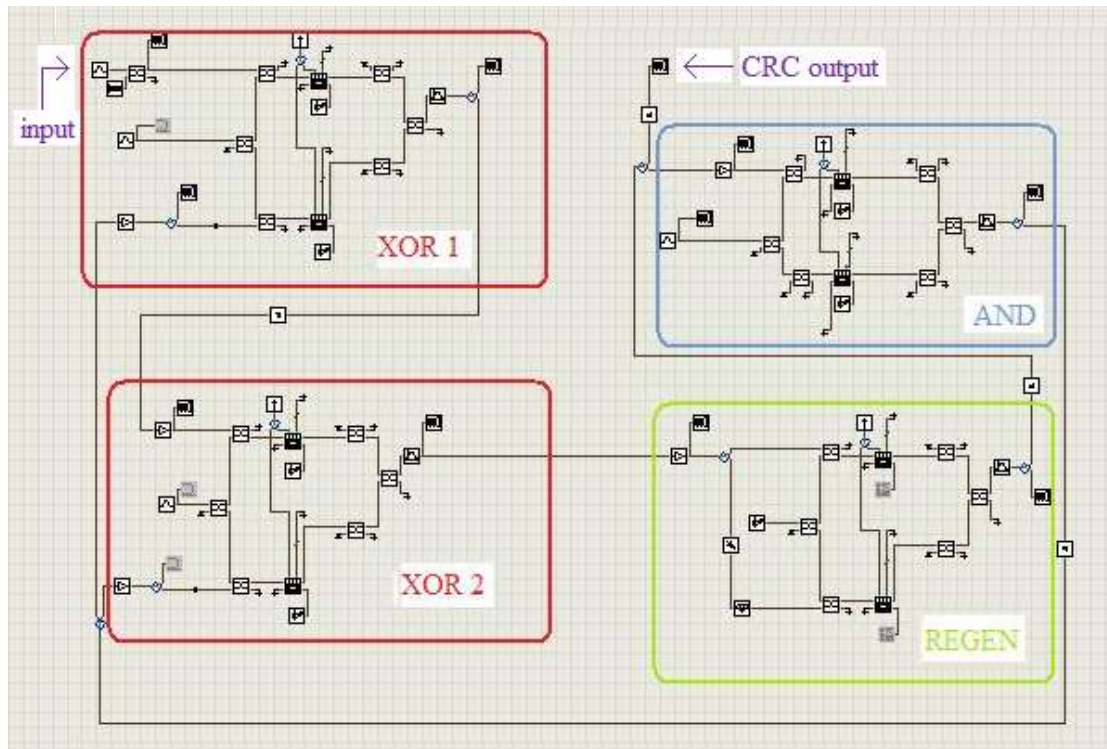 input
XOR 1
CRC output
AND
XOR 2
REGEN